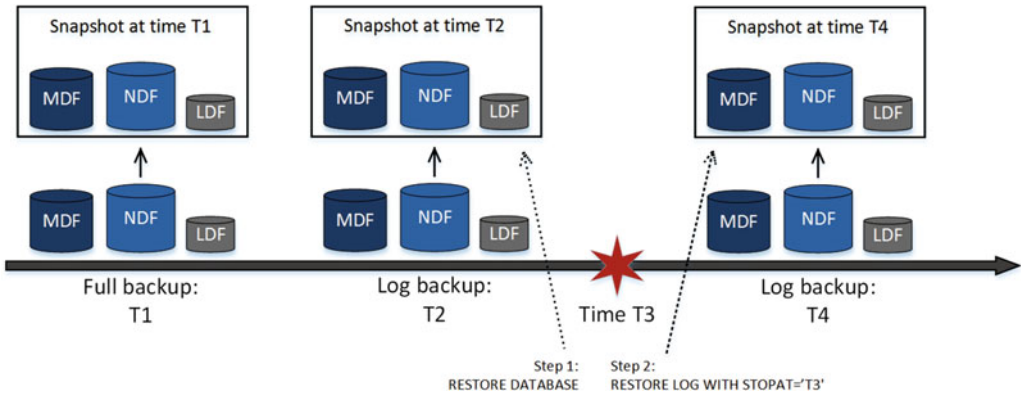 Snapshot at time T1
MDF
NDF
LDF
Snapshot at time T2
MDF
NDF
LDF
Snapshot at time T4
MDF
NDF
LDF
MDF
NDF
LDF
MDF
NDF
LDF
MDF
NDF
LDF
Full backup:
T1
Log backup:
T2
Time T3
Log backup:
T4
Step 1:
RESTORE DATABASE
Step 2:
RESTORE LOG WITH STOPAT='T3'